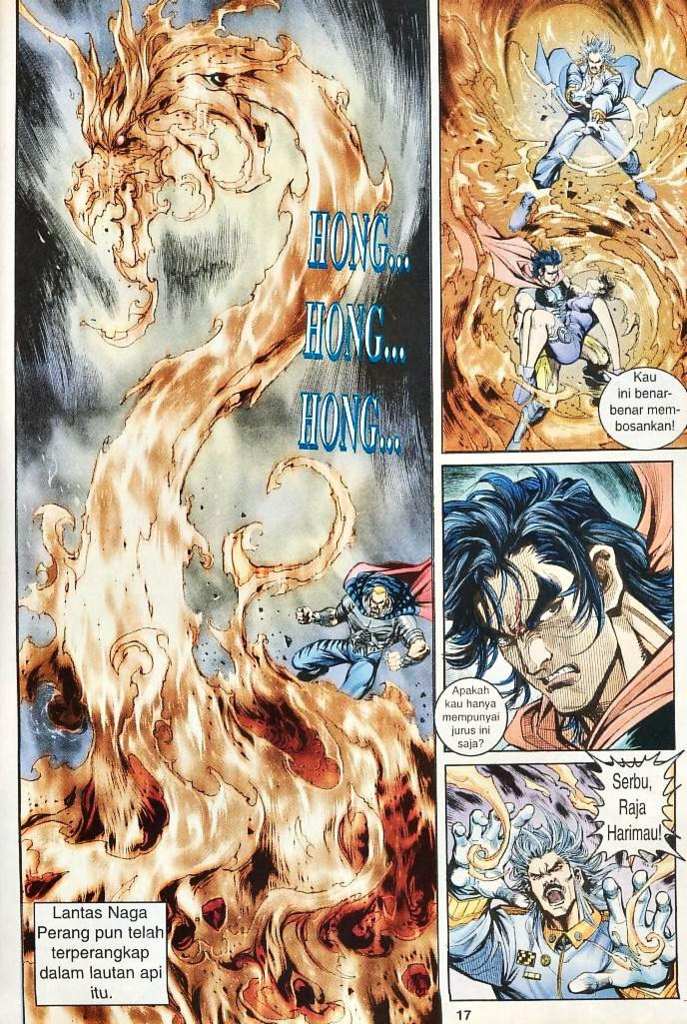 HONG...
HONG...
HONG...
Lantas Naga
Perang pun telah
terperangkap
dalam lautan api
itu.
Kau
ini benar-
benar mem-
bosankan!
Apakah
kau hanya
mempunyai
jurus ini
saja?
Serbu,
Raja
Harimau!
17